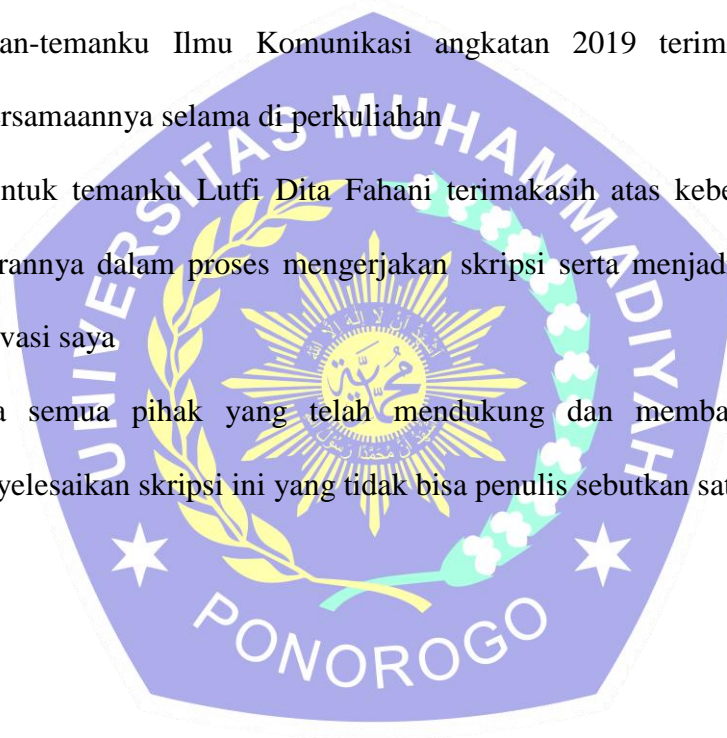 an-temanku Ilmu Komunikasi angkatan 2019 terim
ersamaannya selama di perkuliahan
ntuk temanku Lutfi Dita Fahani terimakasih atas kebe
rannya dalam proses mengerjakan skripsi serta menjad
vasi saya
a semua pihak yang telah mendukung dan memba
yelesaikan skripsi ini yang tidak bisa penulis sebutkan sat
UNIVERSITAS MUHAMMADIYAH
PONOROGO